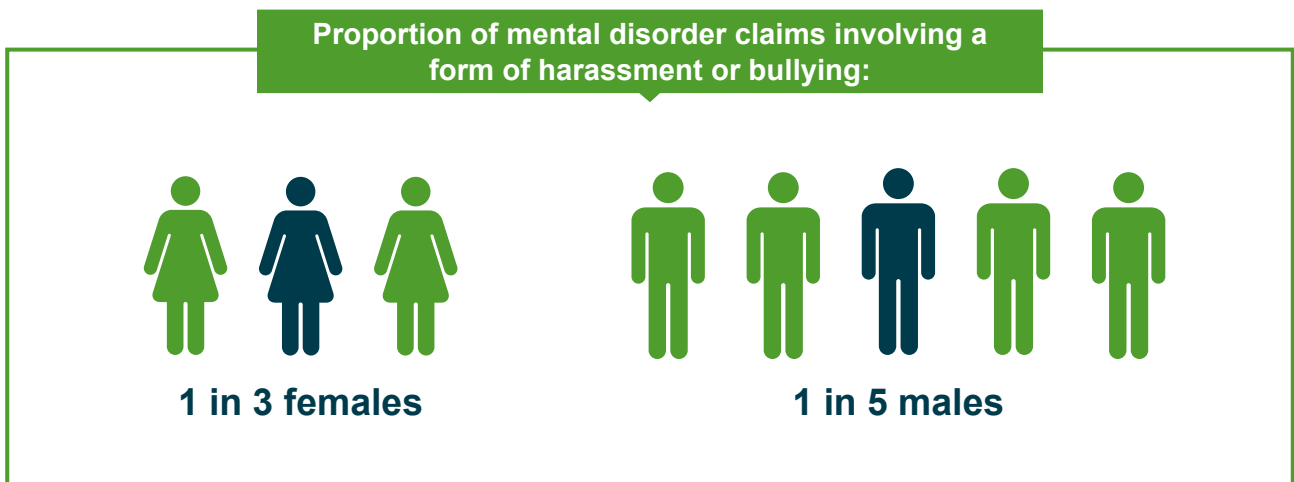 Proportion of mental disorder claims involving a
form of harassment or bullying:
1 in 3 females
1 in 5 males